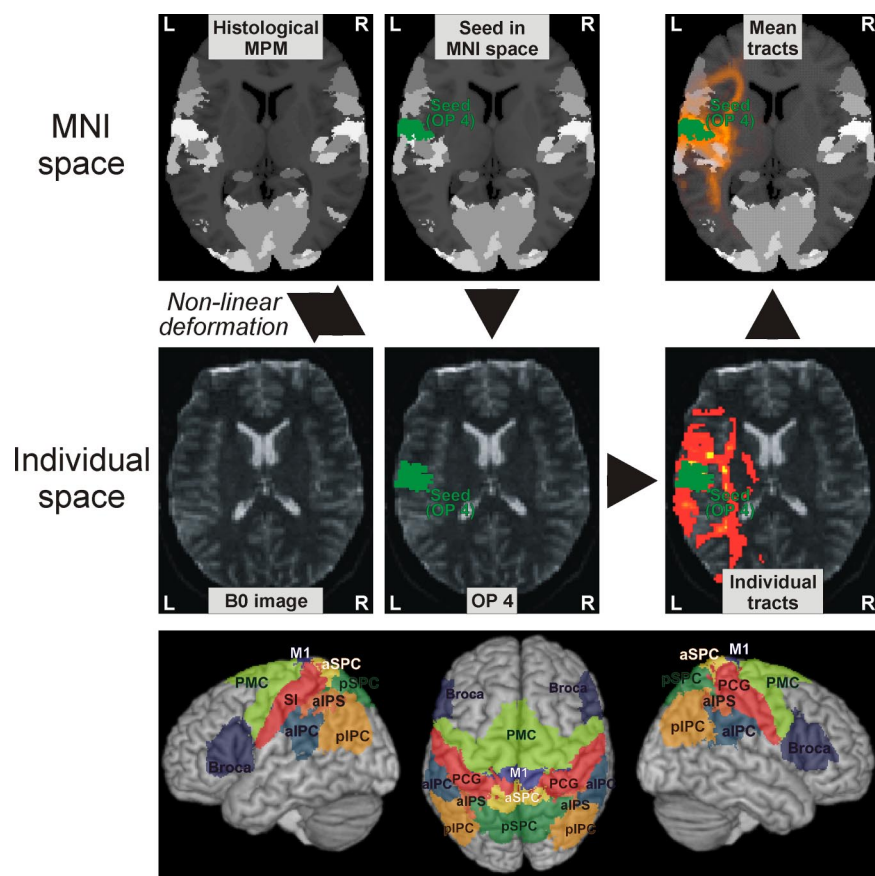 L
Histological
MPM
R
L
Seed in
MNI space
R
L
Mean
tracts
R
MNI
space
Seed
(OP 4)
Seed
(OP 4)
Non-linear
deformation
Individual
space
Seed
(OP 4)
Seed
(OP 4)
L
B0 image
R
L
OP 4
R
L
Individual
tracts
R
M1
aSPC
PMC
pSPC
SI
aIPS
aIPC
pIPC
Broca
Broca
Broca
PMC
M1
aIPC
PCG
PCG
aIPC
aIPS
aSPC
aIPS
pIPC
pSPC
pIPC
M1
aSPC
pSPC
PCG
PMC
aIPS
pIPC
aIPC
Broca